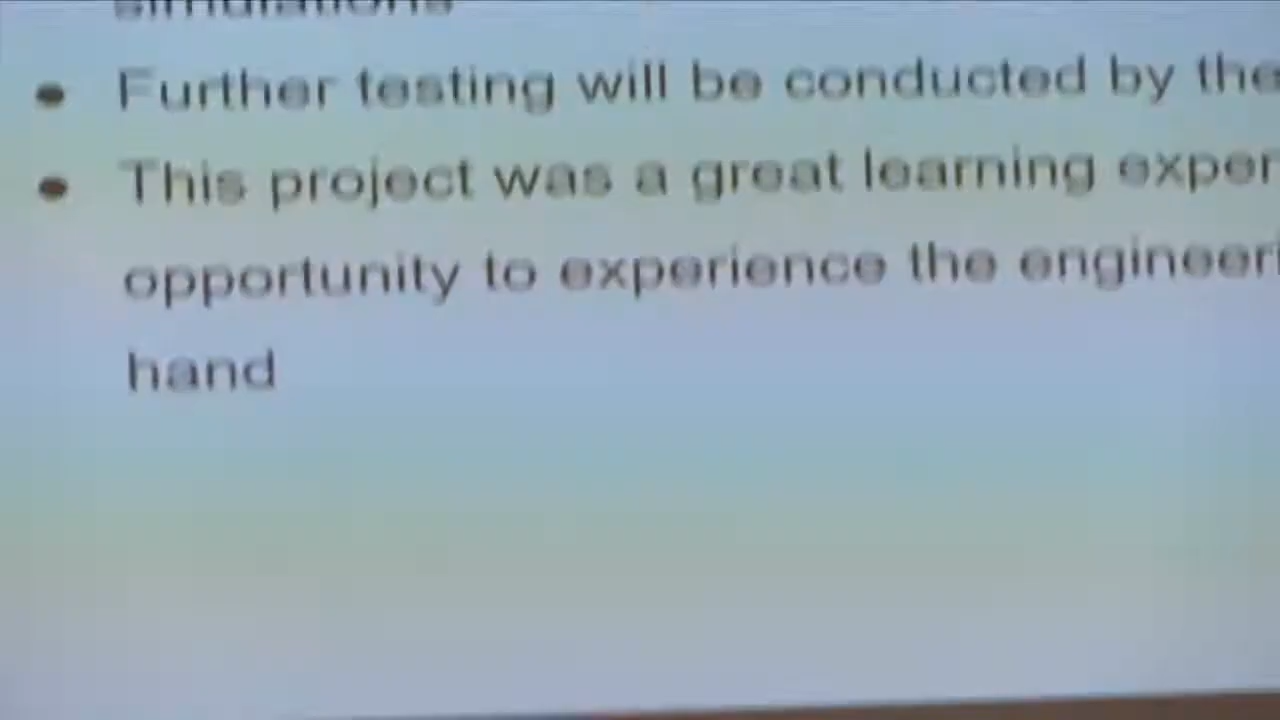 simulations
• Further testing will be conducted by the
• This project was a great learning exper
opportunity to experience the engineeri
hand